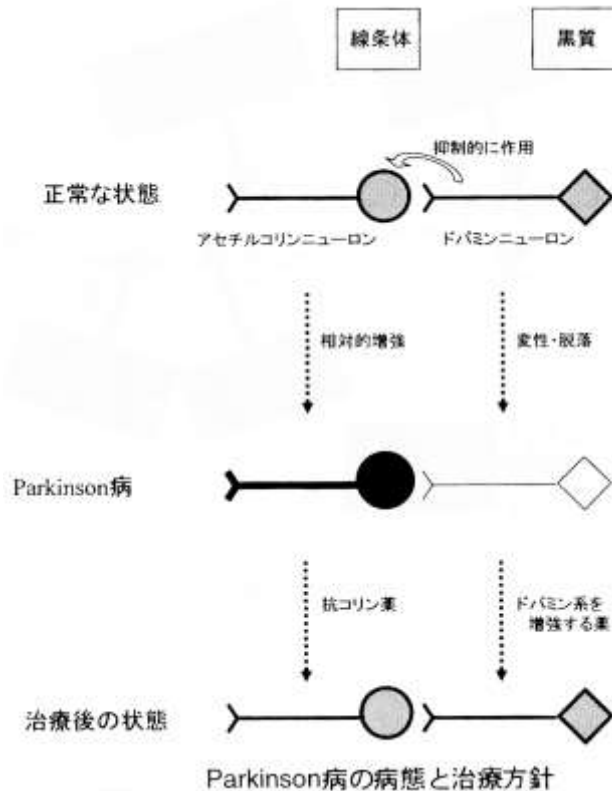 線条体
黒質
抑制的に作用
正常な状態
アセチルコリンニューロン
ドパミンニューロン
相対的増強
変性・脱落
Parkinson病
抗コリン薬
ドパミン系を
増強する薬
治療後の状態
Parkinson病の病態と治療方針